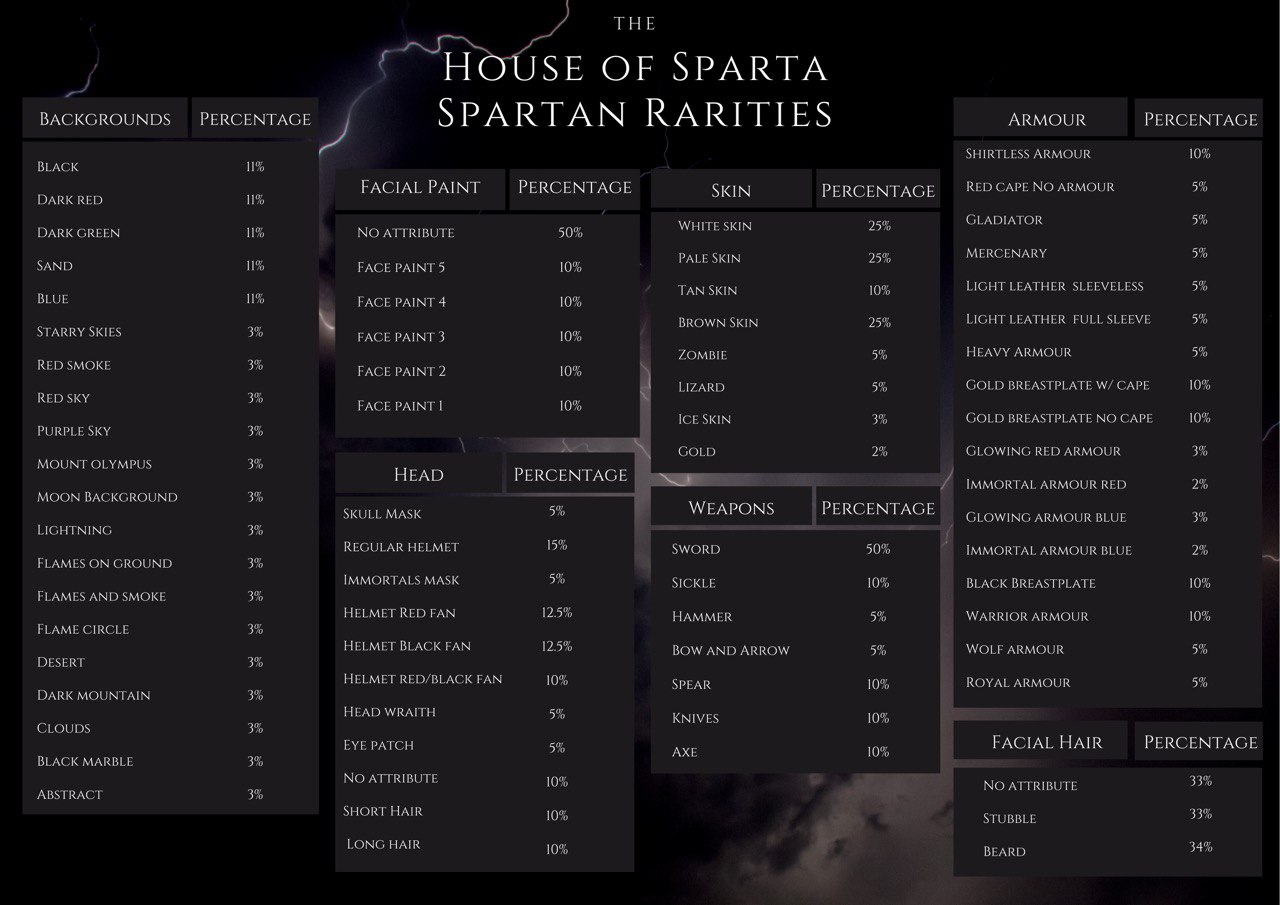 THE
HOUSE OF SPARTA
SPARTAN RARITIES
BACKGROUNDS PERCENTAGE
BLACK 11%
DARK RED 11%
DARK GREEN 11%
SAND 11%
BLUE 11%
STARRY SKIES 3%
RED SMOKE 3%
RED SKY 3%
PURPLE SKY 3%
MOUNT OLYMPUS 3%
MOON BACKGROUND 3%
LIGHTNING 3%
FLAMES ON GROUND 3%
FLAMES AND SMOKE 3%
FLAME CIRCLE 3%
DESERT 3%
DARK MOUNTAIN 3%
CLOUDS 3%
BLACK MARBLE 3%
ABSTRACT 3%
FACIAL PAINT PERCENTAGE
NO ATTRIBUTE 50%
FACE PAINT 5 10%
FACE PAINT 4 10%
FACE PAINT 3 10%
FACE PAINT 2 10%
FACE PAINT 1 10%
HEAD PERCENTAGE
SKULL MASK 5%
REGULAR HELMET 15%
IMMORTALS MASK 5%
HELMET RED FAN 12.5%
HELMET BLACK FAN 12.5%
HELMET RED/BLACK FAN 10%
HEAD WRAITH 5%
EYE PATCH 5%
NO ATTRIBUTE 10%
SHORT HAIR 10%
LONG HAIR 10%
SKIN PERCENTAGE
WHITE SKIN 25%
PALE SKIN 25%
TAN SKIN 10%
BROWN SKIN 25%
ZOMBIE 5%
LIZARD 5%
ICE SKIN 3%
GOLD 2%
WEAPONS PERCENTAGE
SWORD 50%
SICKLE 10%
HAMMER 5%
BOW AND ARROW 5%
SPEAR 10%
KNIVES 10%
AXE 10%
ARMOUR PERCENTAGE
SHIRTLESS ARMOUR 10%
RED CAPE NO ARMOUR 5%
GLADIATOR 5%
MERCENARY 5%
LIGHT LEATHER SLEEVELESS 5%
LIGHT LEATHER FULL SLEEVE 5%
HEAVY ARMOUR 5%
GOLD BREASTPLATE W/ CAPE 10%
GOLD BREASTPLATE NO CAPE 10%
GLOWING RED ARMOUR 3%
IMMORTAL ARMOUR RED 2%
GLOWING ARMOUR BLUE 3%
IMMORTAL ARMOUR BLUE 2%
BLACK BREASTPLATE 10%
WARRIOR ARMOUR 10%
WOLF ARMOUR 5%
ROYAL ARMOUR 5%
FACIAL HAIR PERCENTAGE
NO ATTRIBUTE 33%
STUBBLE 33%
BEARD 34%